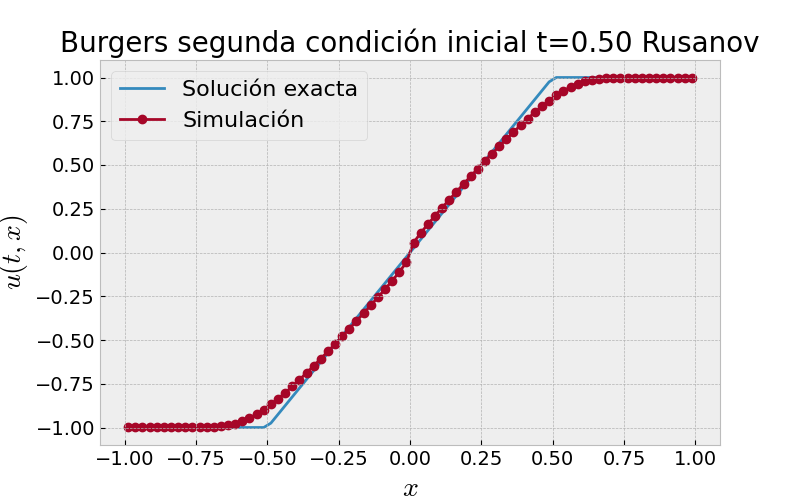 Burgers segunda condición inicial t=0.50 Rusanov
Solución exacta
Simulación
1.00
0.75
0.50
0.25
0.00
−0.25
−0.50
−0.75
−1.00
u(t, x)
−1.00 −0.75 −0.50 −0.25 0.00 0.25 0.50 0.75 1.00
x